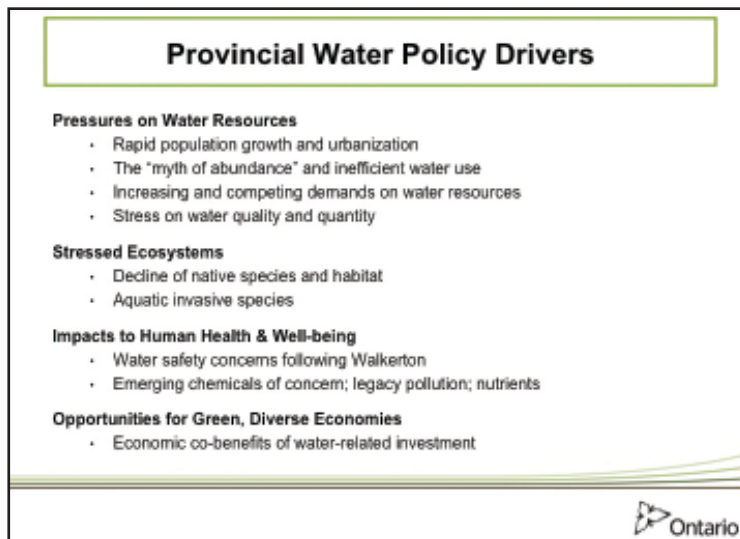 Provincial Water Policy Drivers
Pressures on Water Resources
· Rapid population growth and urbanization
· The “myth of abundance” and inefficient water use
· Increasing and competing demands on water resources
· Stress on water quality and quantity
Stressed Ecosystems
· Decline of native species and habitat
· Aquatic invasive species
Impacts to Human Health & Well-being
· Water safety concerns following Walkerton
· Emerging chemicals of concern; legacy pollution; nutrients
Opportunities for Green, Diverse Economies
· Economic co-benefits of water-related investment
Ontario